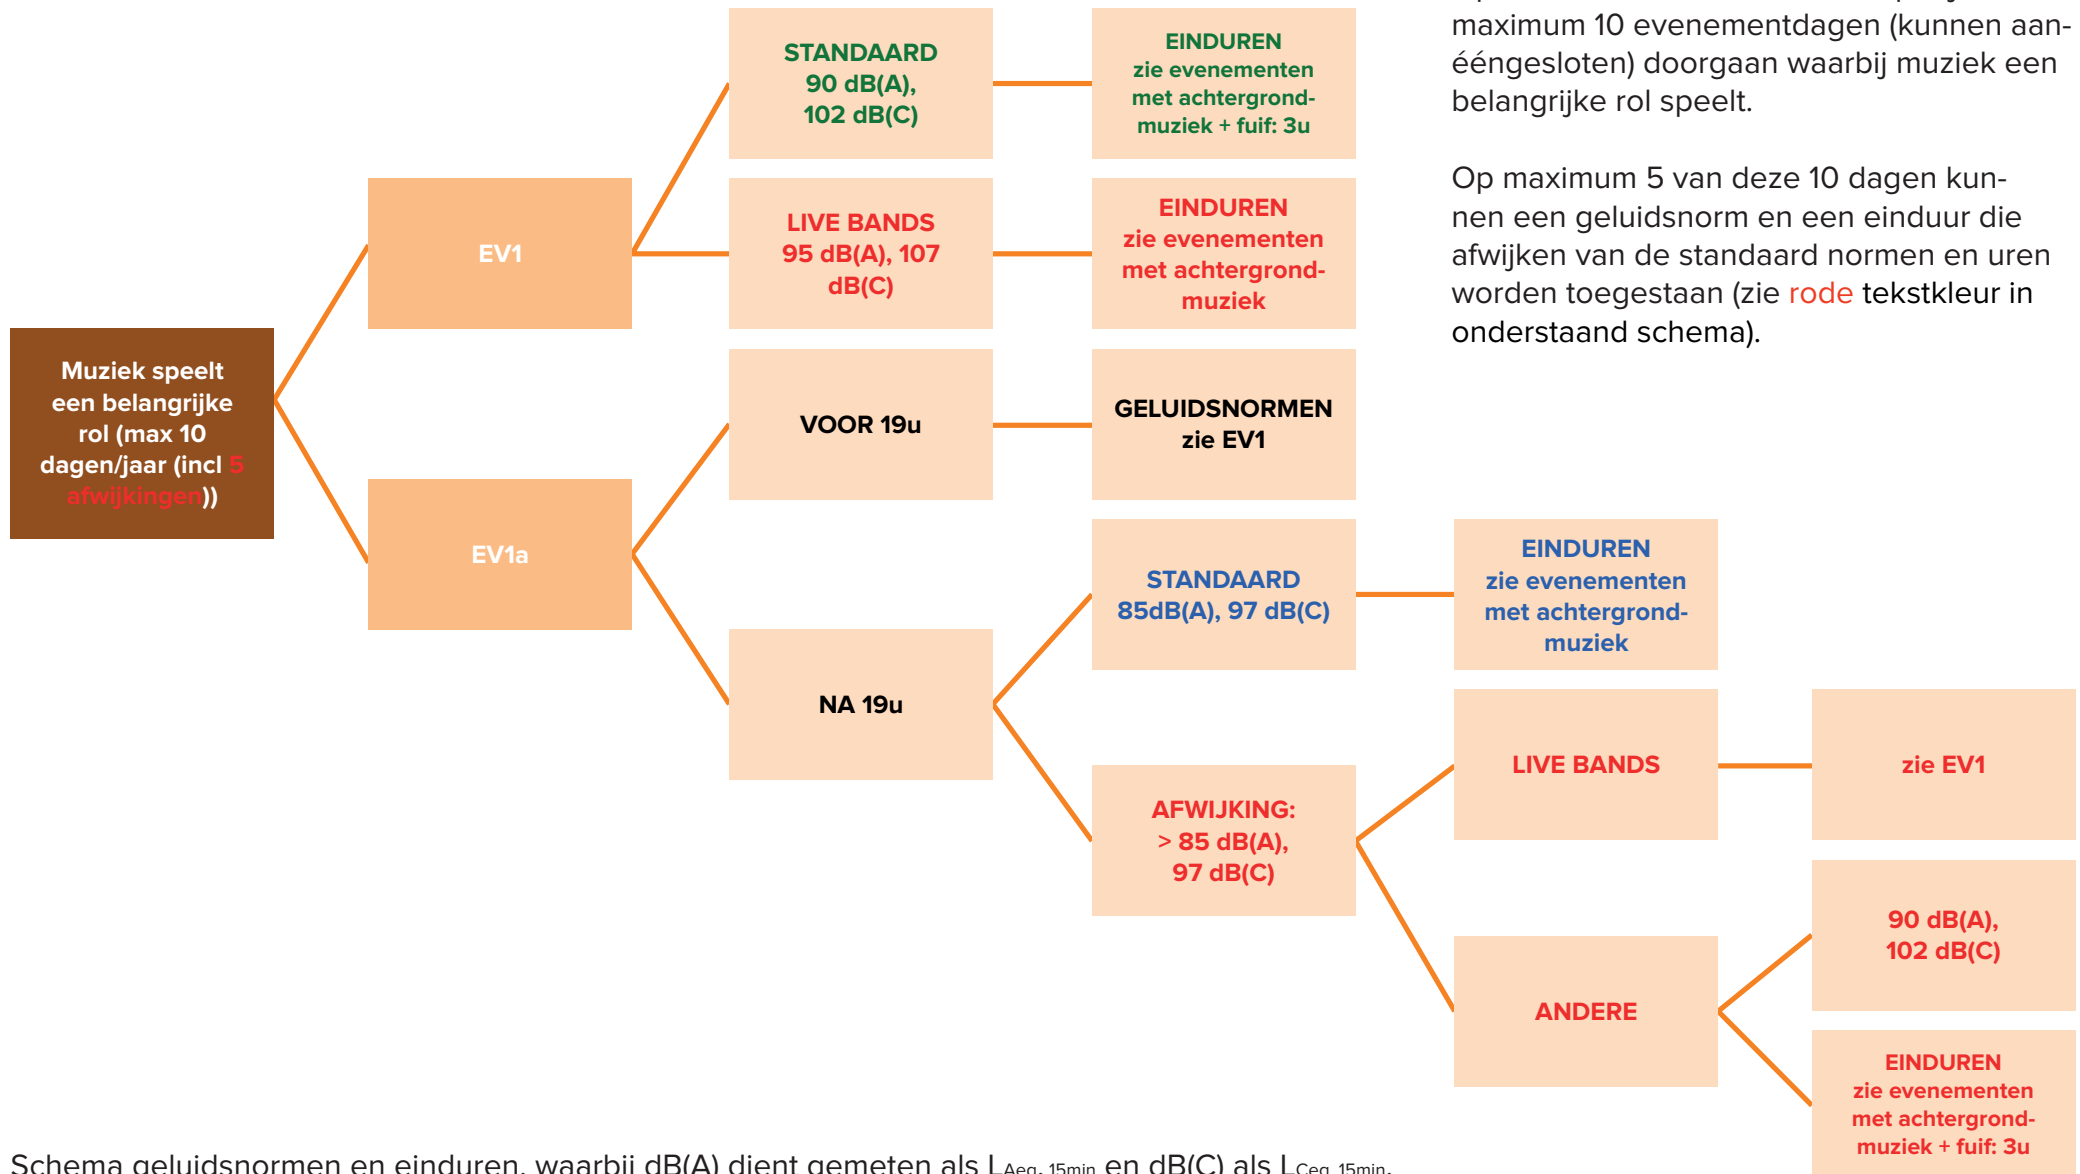 maximum 10 evenementdagen (kunnen aan-
ééngesloten) doorgaan waarbij muziek een
belangrijke rol speelt.
Op maximum 5 van deze 10 dagen kun-
nen een geluidsnorm en een einduur die
afwijken van de standaard normen en uren
worden toegestaan (zie rode tekstkleur in
onderstaand schema).
Muziek speelt
een belangrijke
rol (max 10
dagen/jaar (incl 5
afwijkingen))
EV1
STANDAARD
90 dB(A),
102 dB(C)
EINDUREN
zie evenementen
met achtergrond-
muziek + fuif: 3u
LIVE BANDS
95 dB(A), 107
dB(C)
EINDUREN
zie evenementen
met achtergrond-
muziek
EV1a
VOOR 19u
GELUIDSNORMEN
zie EV1
NA 19u
STANDAARD
85dB(A), 97 dB(C)
EINDUREN
zie evenementen
met achtergrond-
muziek
AFWIJKING:
> 85 dB(A),
97 dB(C)
LIVE BANDS
zie EV1
ANDERE
90 dB(A),
102 dB(C)
EINDUREN
zie evenementen
met achtergrond-
muziek + fuif: 3u
Schema geluidsnormen en einduren, waarbij dB(A) dient gemeten als LAeq, 15min en dB(C) als LCeq, 15min.